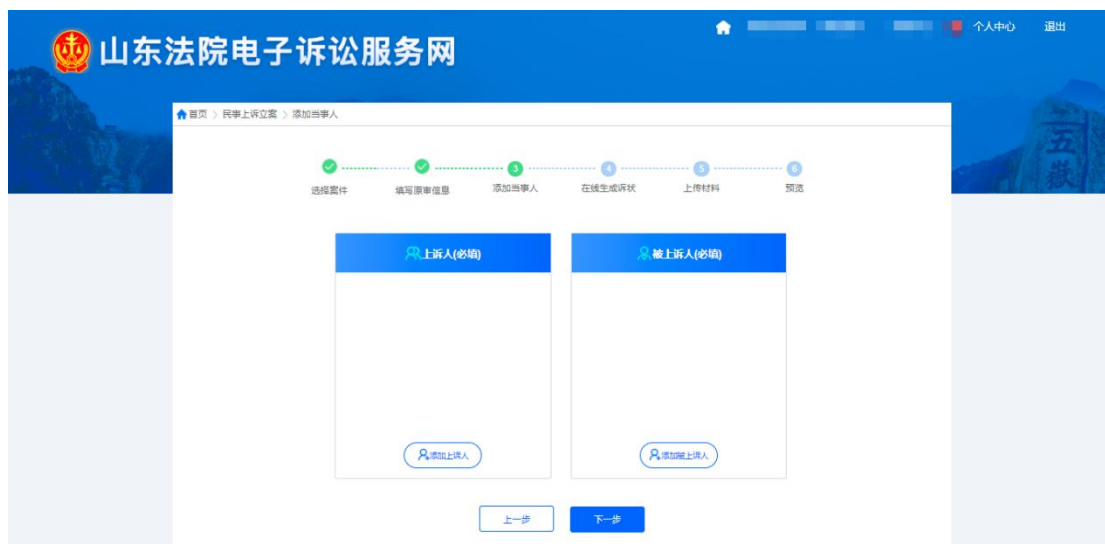 个人中心 退出
山东法院电子诉讼服务网
首页 > 民事上诉立案 > 添加当事人
3 4 5 6
选择案件 填写原审信息 添加当事人 在线生成诉状 上传材料 预览
上诉人(必填) 被上诉人(必填)
添加上诉人 添加被上诉人
上一步 下一步
五嶽